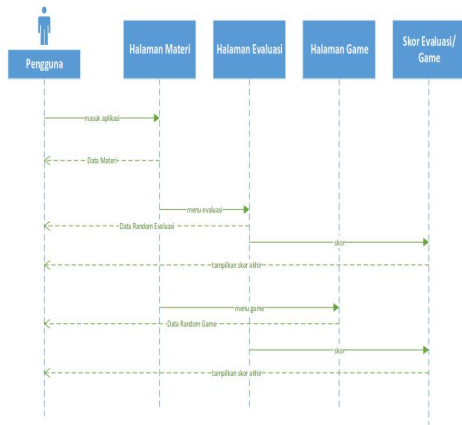 Pengguna
Halaman Materi
Halaman Evaluasi
Halaman Game
Skor Evaluasi/
Game
masuk aplikasi
Data Materi
menu evaluasi
Data Random Evaluasi
skor
tampilkan skor akhir
menu game
Data Random Game
skor
tampilkan skor akhir